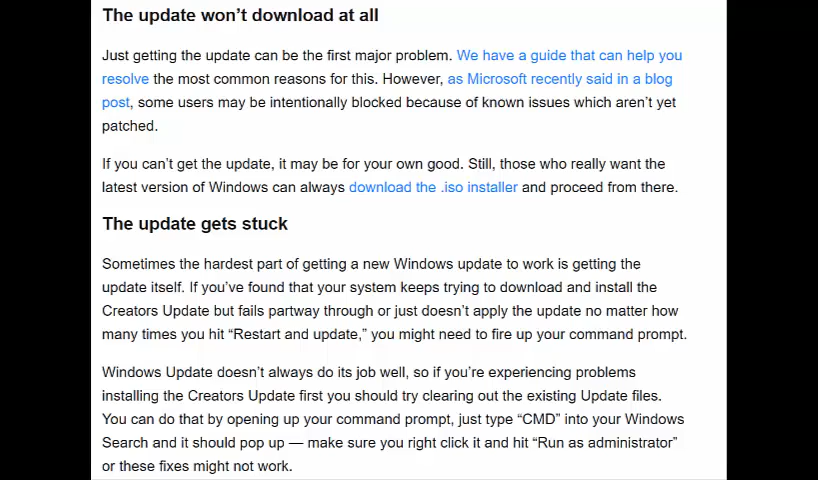 The update won’t download at all
Just getting the update can be the first major problem. We have a guide that can help you
resolve the most common reasons for this. However, as Microsoft recently said in a blog
post, some users may be intentionally blocked because of known issues which aren’t yet
patched.
If you can’t get the update, it may be for your own good. Still, those who really want the
latest version of Windows can always download the .iso installer and proceed from there.
The update gets stuck
Sometimes the hardest part of getting a new Windows update to work is getting the
update itself. If you’ve found that your system keeps trying to download and install the
Creators Update but fails partway through or just doesn’t apply the update no matter how
many times you hit “Restart and update,” you might need to fire up your command prompt.
Windows Update doesn’t always do its job well, so if you’re experiencing problems
installing the Creators Update first you should try clearing out the existing Update files.
You can do that by opening up your command prompt, just type “CMD” into your Windows
Search and it should pop up — make sure you right click it and hit “Run as administrator”
or these fixes might not work.